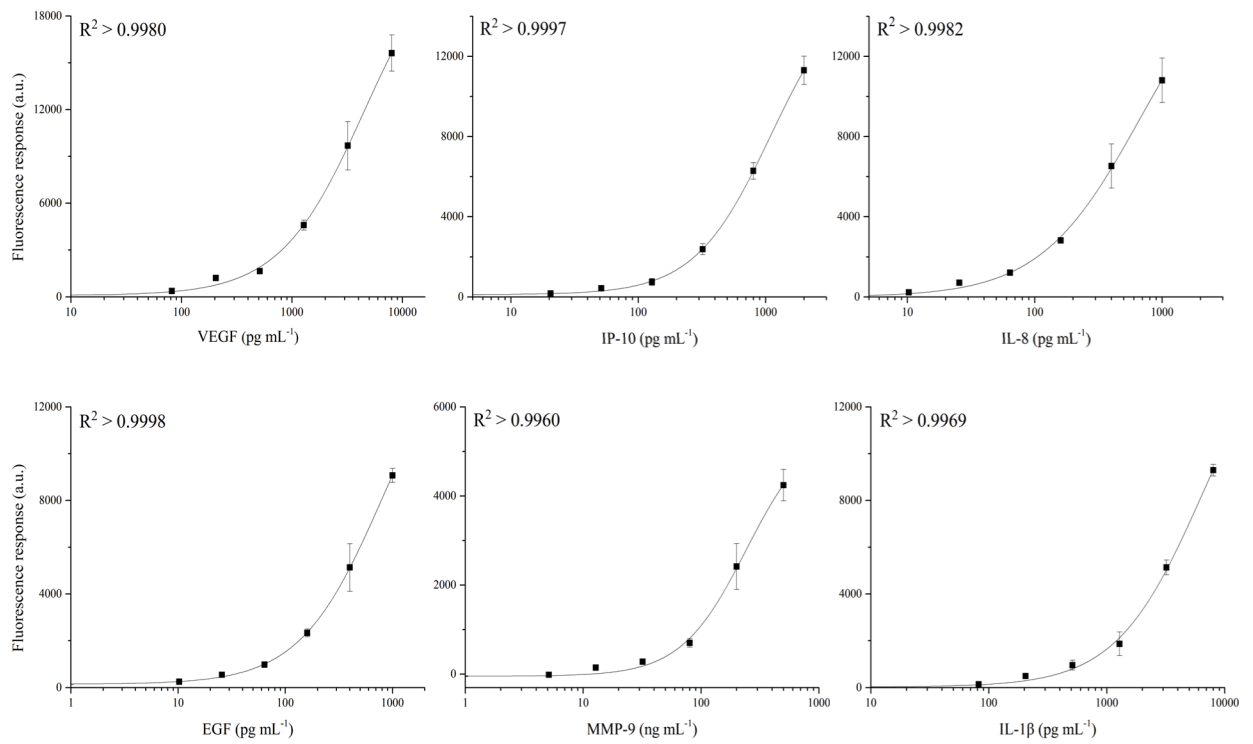 R² > 0.9980
18000
12000
6000
0
Fluorescence response (a.u.)
10 100 1000 10000
VEGF (pg mL⁻¹)
R² > 0.9997
12000
8000
4000
0
10 100 1000
IP-10 (pg mL⁻¹)
R² > 0.9982
12000
8000
4000
0
10 100 1000
IL-8 (pg mL⁻¹)
R² > 0.9998
12000
8000
4000
0
Fluorescence response (a.u.)
1 10 100 1000
EGF (pg mL⁻¹)
R² > 0.9960
6000
4000
2000
0
1 10 100 1000
MMP-9 (ng mL⁻¹)
R² > 0.9969
12000
8000
4000
0
10 100 1000 10000
IL-1β (pg mL⁻¹)